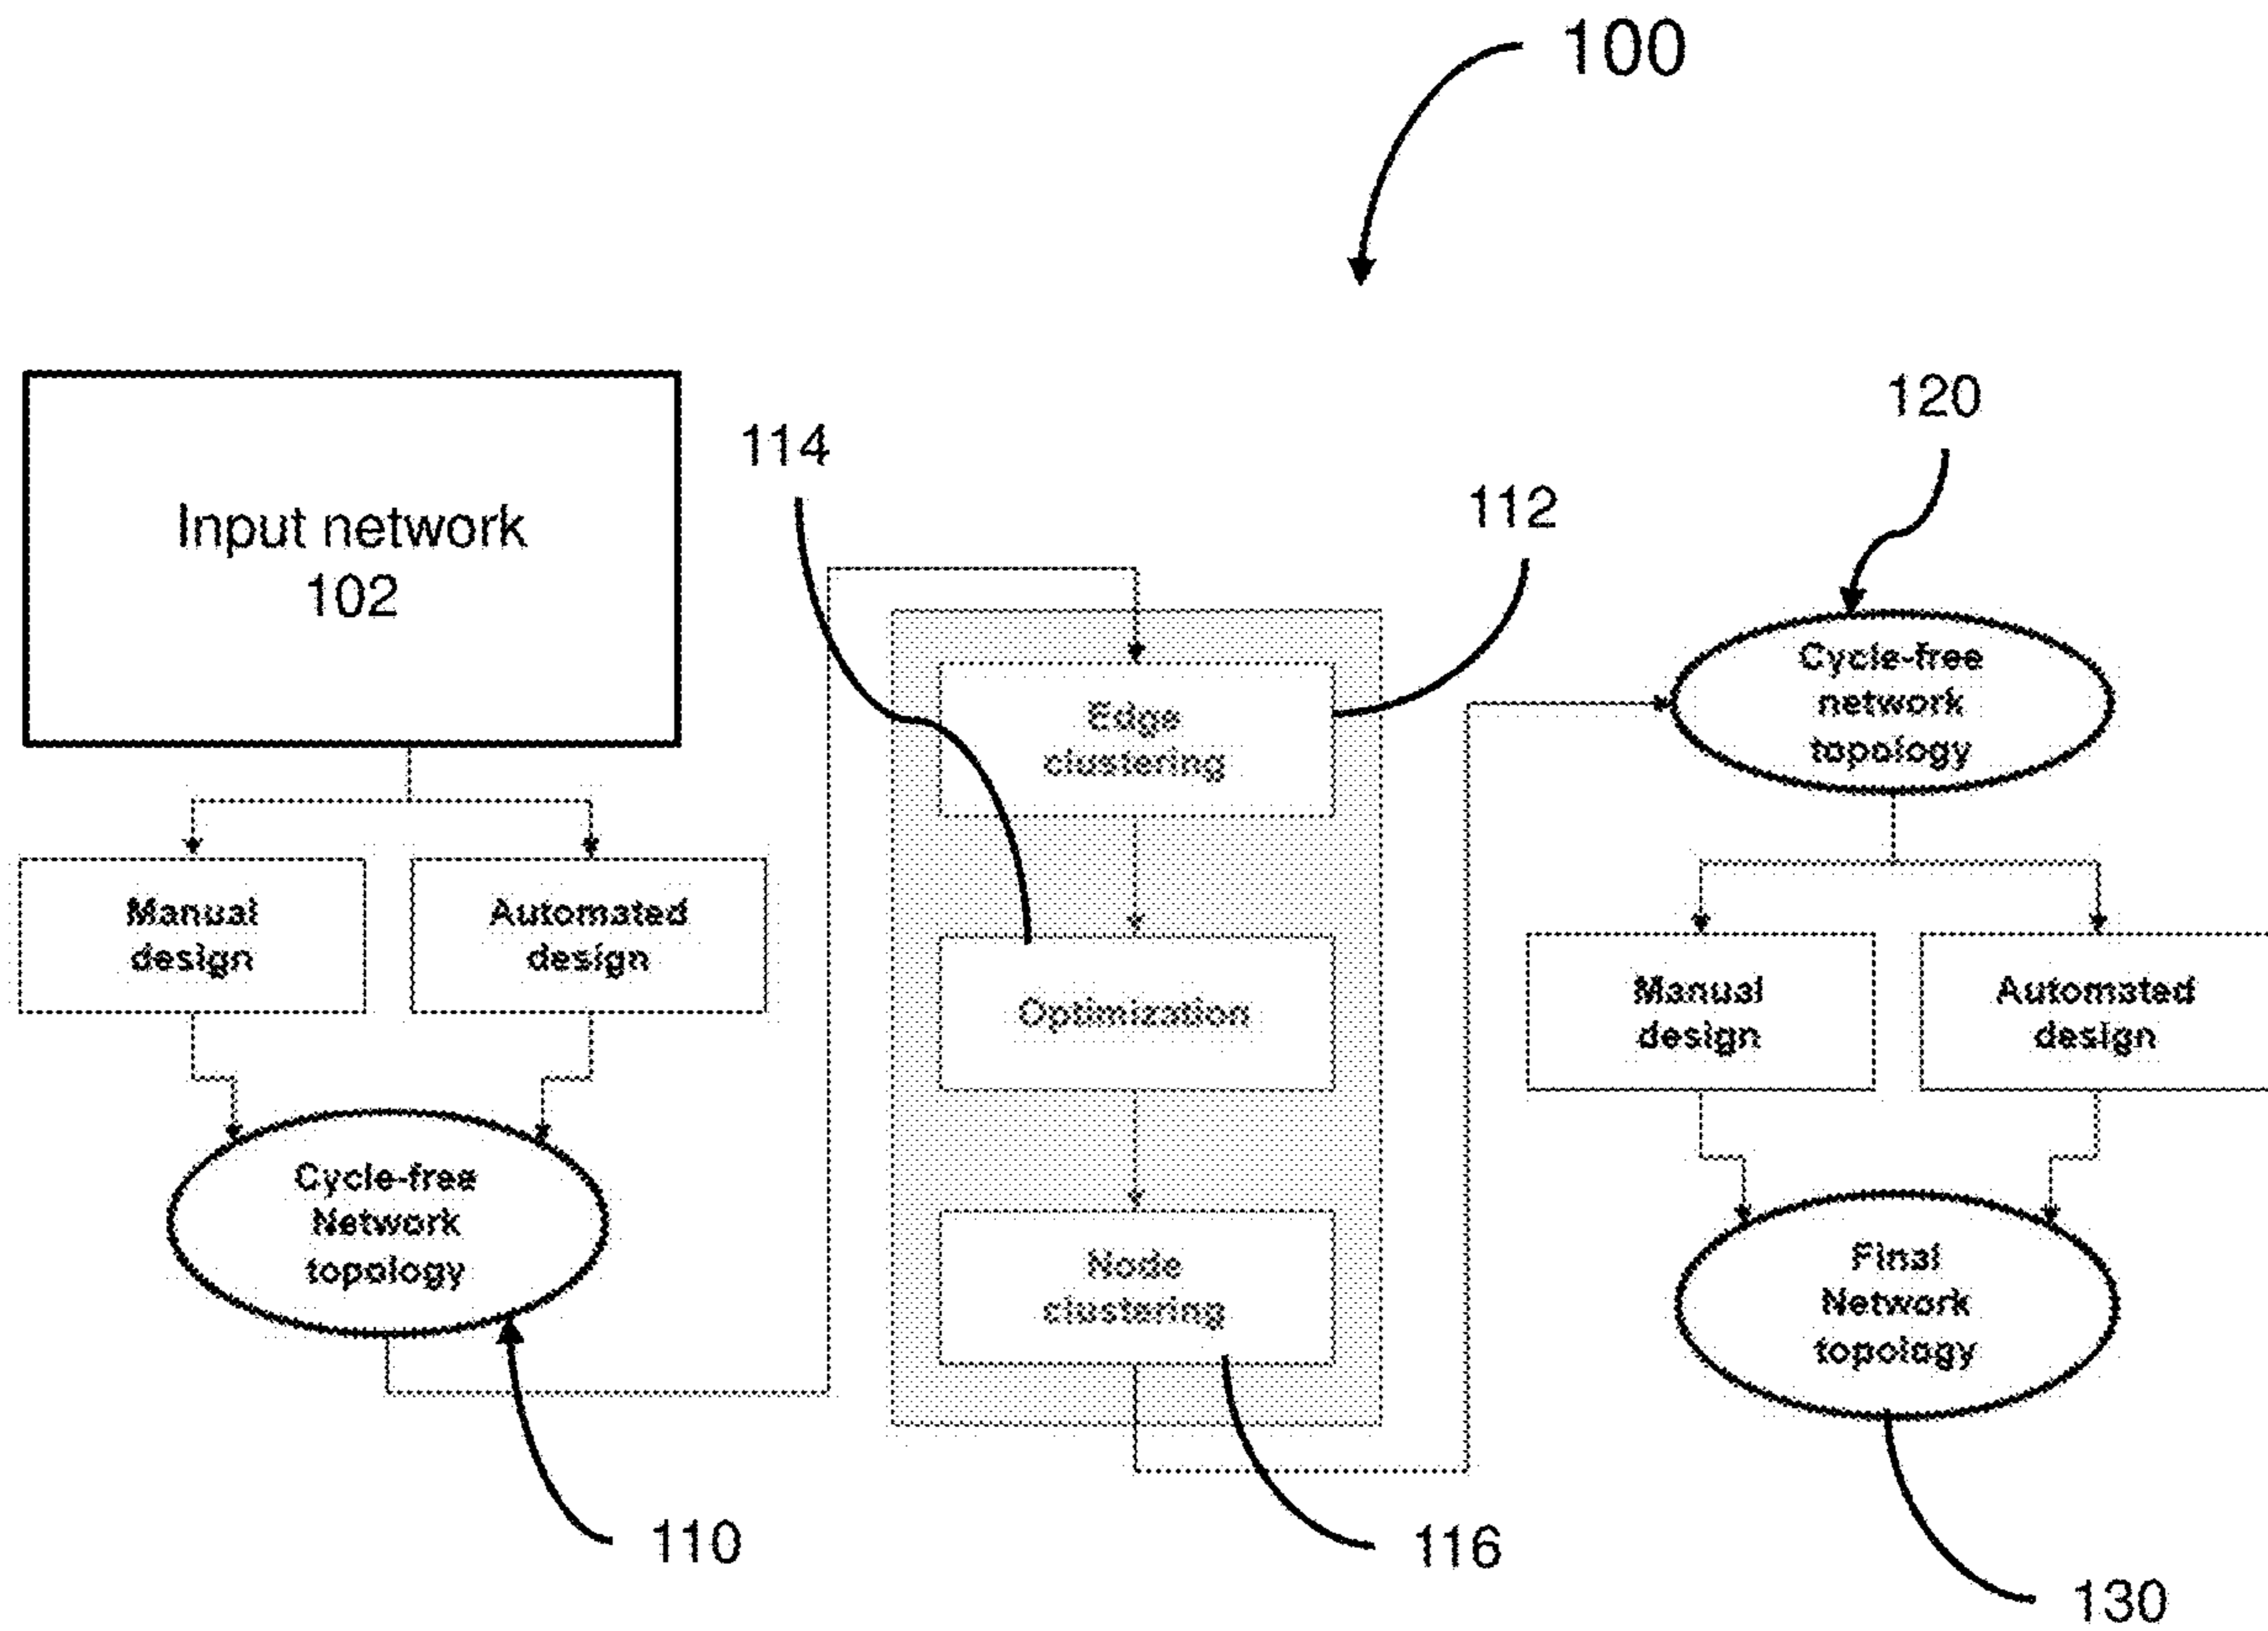 100
Input network
102
Manual
design
Automated
design
Cycle-free
Network
topology
110
114
112
Edge
clustering
Optimization
Node
clustering
116
120
Cycle-free
network
topology
Manual
design
Automated
design
Final
Network
topology
130